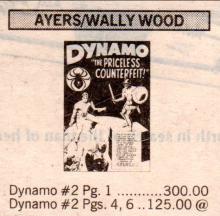 AYERS/WALLY WOOD
DYNAMO
"THE PRICELESS
COUNTERFEIT!"
Dynamo #2 Pg. 1 ...........300.00
Dynamo #2 Pgs. 4, 6 ..125.00 @